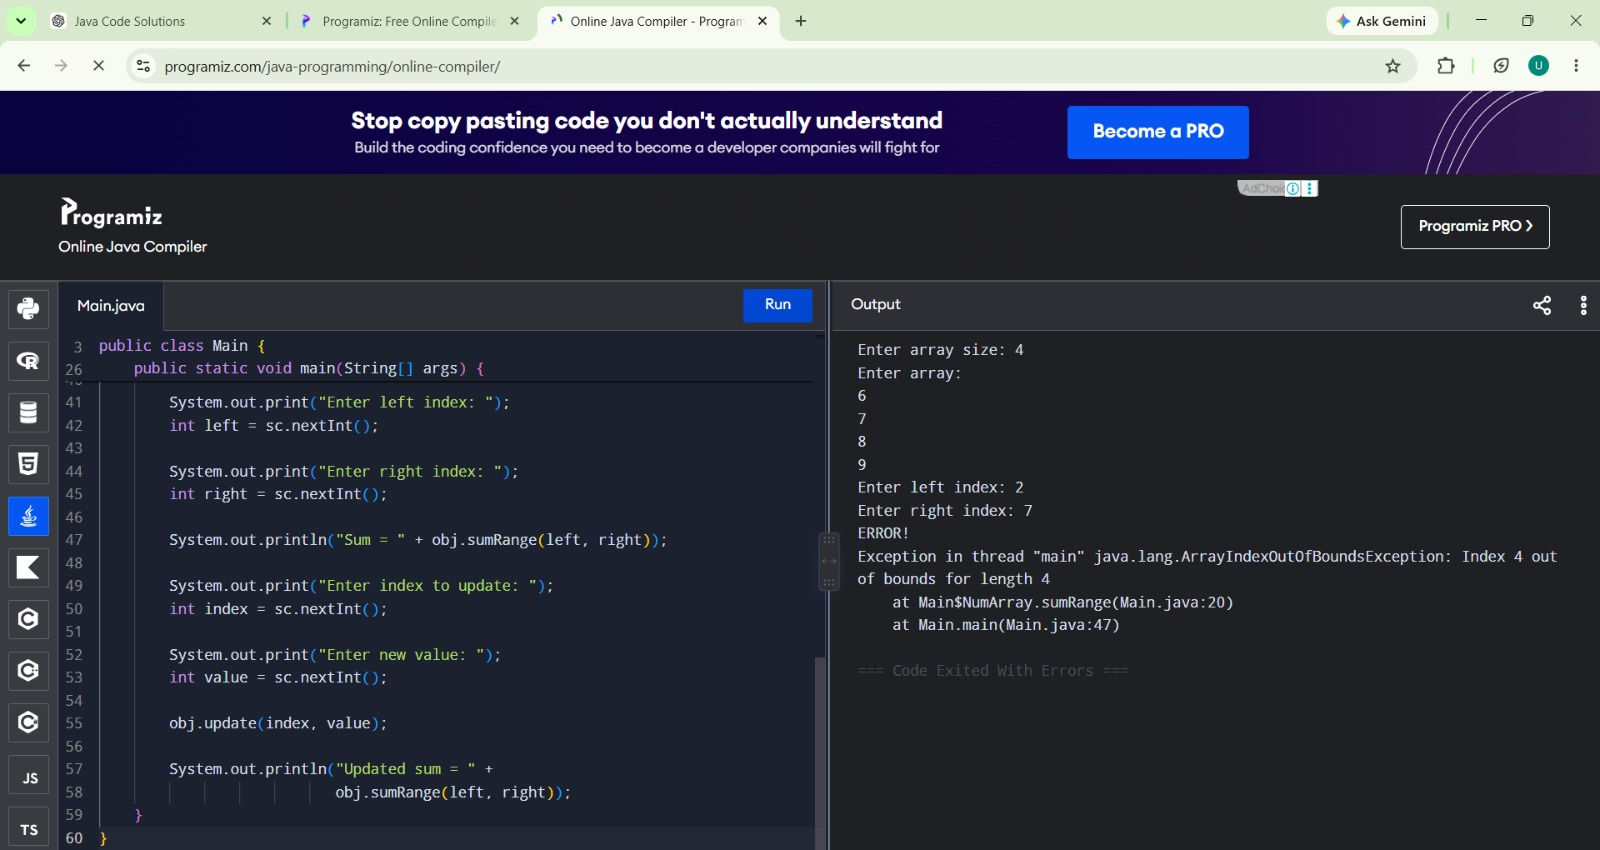 Java Code Solutions
Programiz: Free Online Compile
Online Java Compiler - Program
Ask Gemini
programiz.com/java-programming/online-compiler/
U
Stop copy pasting code you don't actually understand
Build the coding confidence you need to become a developer companies will fight for
Become a PRO
AdChoic
Programiz
Online Java Compiler
Programiz PRO
Main.java
Run
Output
3 public class Main {
26 public static void main(String[] args) {
41 System.out.print("Enter left index: ");
42 int left = sc.nextInt();
43
44 System.out.print("Enter right index: ");
45 int right = sc.nextInt();
46
47 System.out.println("Sum = " + obj.sumRange(left, right));
48
49 System.out.print("Enter index to update: ");
50 int index = sc.nextInt();
51
52 System.out.print("Enter new value: ");
53 int value = sc.nextInt();
54
55 obj.update(index, value);
56
57 System.out.println("Updated sum = " +
58 obj.sumRange(left, right));
59 }
60 }
JS
TS
Enter array size: 4
Enter array:
6
7
8
9
Enter left index: 2
Enter right index: 7
ERROR!
Exception in thread "main" java.lang.ArrayIndexOutOfBoundsException: Index 4 out
of bounds for length 4
at Main$NumArray.sumRange(Main.java:20)
at Main.main(Main.java:47)
=== Code Exited With Errors ===